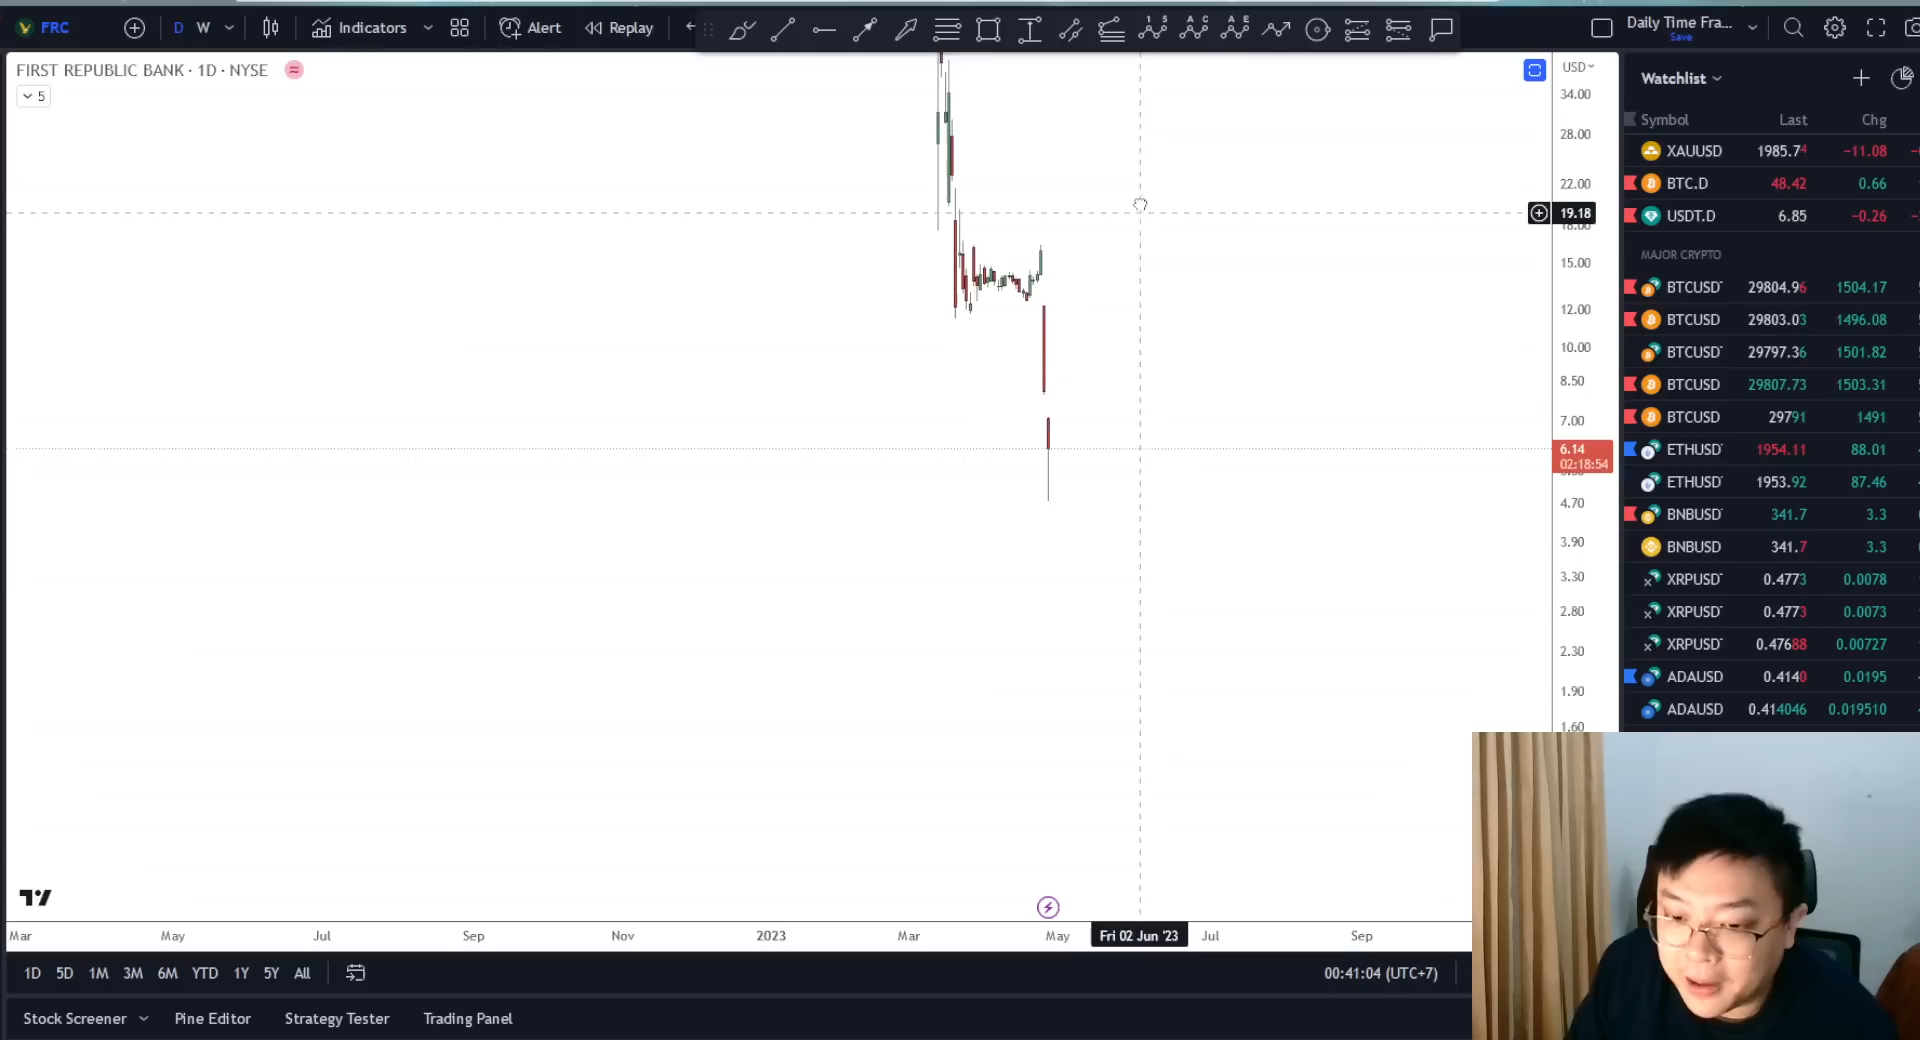 FRC
D
W
Indicators
Alert
Replay
1 5
A C
A E
Daily Time Fra...
Save
FIRST REPUBLIC BANK · 1D · NYSE
5
USD
34.00
28.00
22.00
19.18
18.00
15.00
12.00
10.00
8.50
7.00
6.14
02:18:54
4.70
3.90
3.30
2.80
2.30
1.90
1.60
Mar
May
Jul
Sep
Nov
2023
Mar
May
Fri 02 Jun '23
Jul
Sep
1D
5D
1M
3M
6M
YTD
1Y
5Y
All
00:41:04 (UTC+7)
Stock Screener
Pine Editor
Strategy Tester
Trading Panel
Watchlist
Symbol Last Chg
XAUUSD 1985.74 −11.08
BTC.D 48.42 0.66
USDT.D 6.85 −0.26
MAJOR CRYPTO
BTCUSD 29804.96 1504.17
BTCUSD 29803.03 1496.08
BTCUSD 29797.36 1501.82
BTCUSD 29807.73 1503.31
BTCUSD 29791 1491
ETHUSD 1954.11 88.01
ETHUSD 1953.92 87.46
BNBUSD 341.7 3.3
BNBUSD 341.7 3.3
XRPUSD 0.4773 0.0078
XRPUSD 0.4773 0.0073
XRPUSD 0.47688 0.00727
ADAUSD 0.4140 0.0195
ADAUSD 0.414046 0.019510